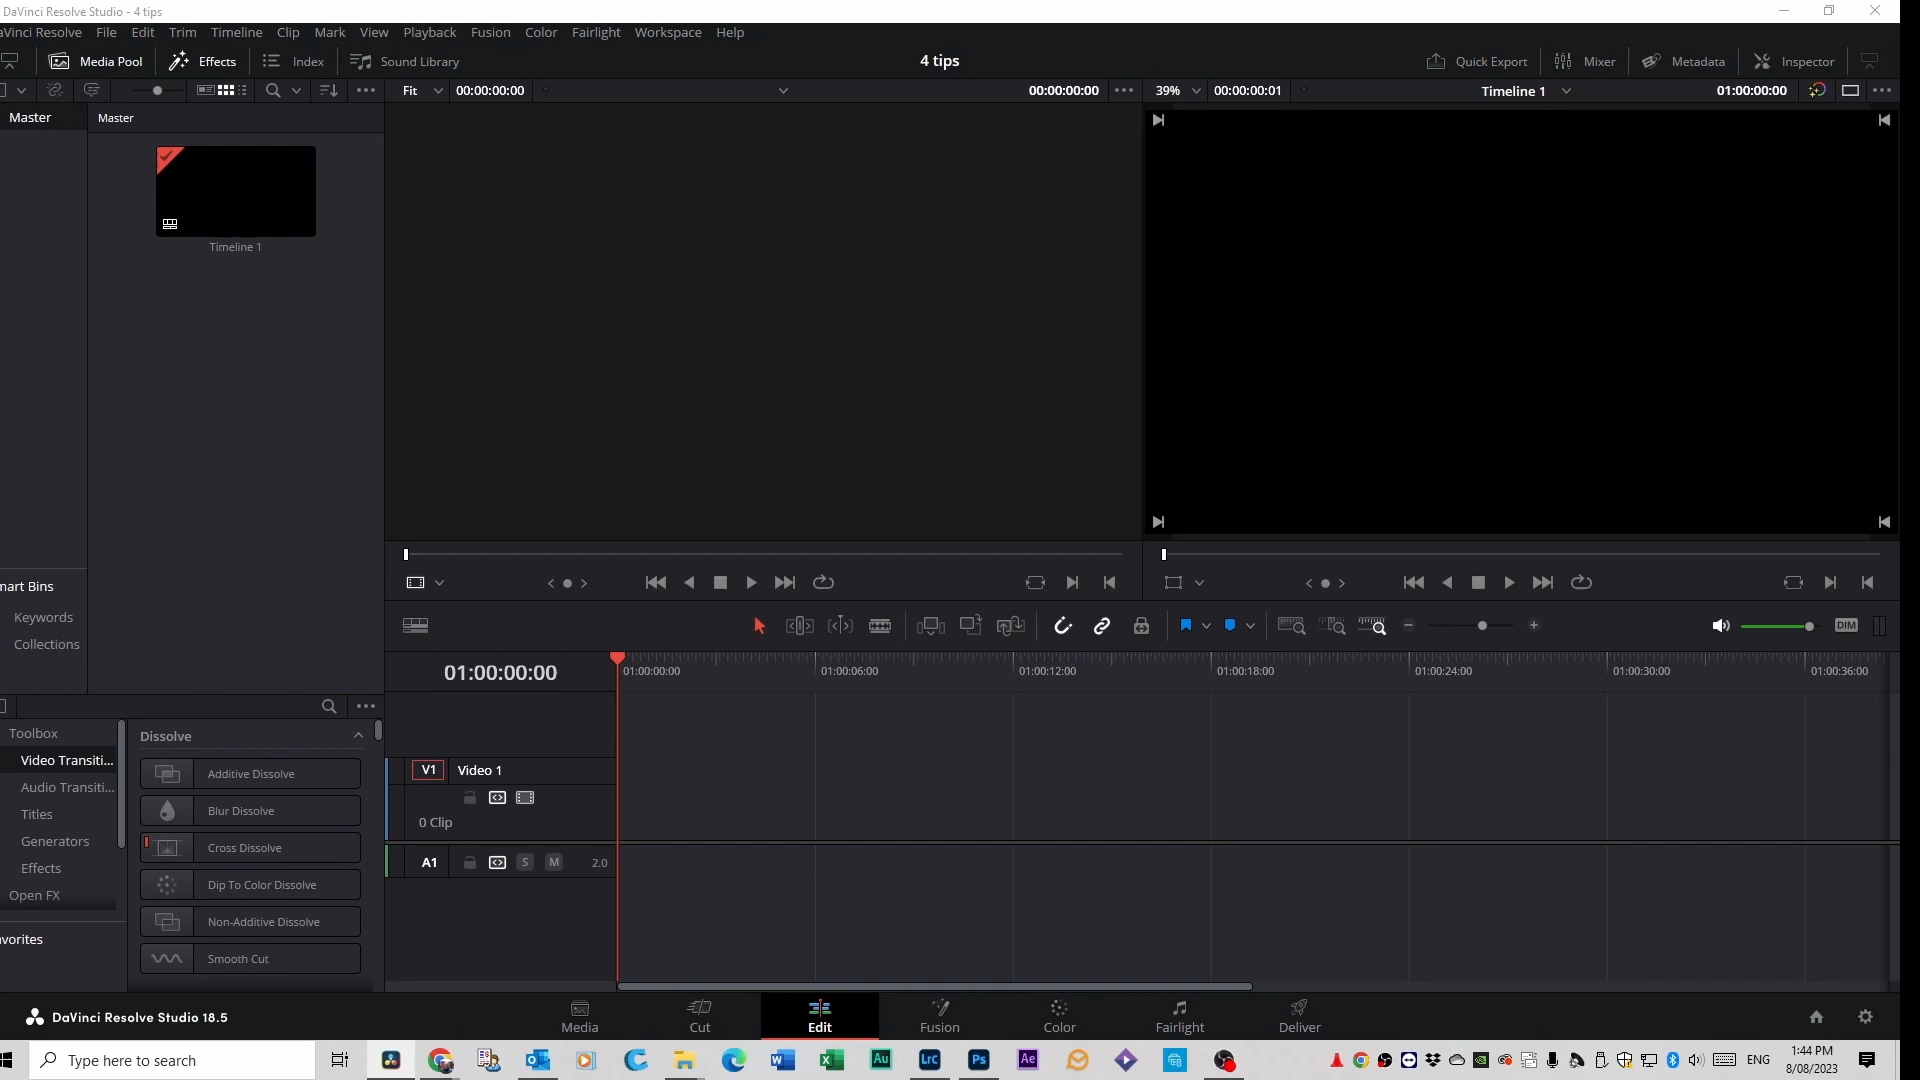 DaVinci Resolve Studio - 4 tips
aVinci Resolve File Edit Trim Timeline Clip Mark View Playback Fusion Color Fairlight Workspace Help
Media Pool Effects Index Sound Library 4 tips Quick Export Mixer Metadata Inspector
Fit 00:00:00:00 00:00:00:00 39% 00:00:00:01 Timeline 1 01:00:00:00
Master Master
Timeline 1
mart Bins
Keywords
Collections
DIM
01:00:00:00 01:00:00:00 01:00:06:00 01:00:12:00 01:00:18:00 01:00:24:00 01:00:30:00 01:00:36:00
Toolbox
Video Transiti...
Audio Transiti...
Titles
Generators
Effects
Open FX
vorites
Dissolve
Additive Dissolve
Blur Dissolve
Cross Dissolve
Dip To Color Dissolve
Non-Additive Dissolve
Smooth Cut
V1 Video 1
0 Clip
A1 S M 2.0
DaVinci Resolve Studio 18.5
Media Cut Edit Fusion Color Fairlight Deliver
Type here to search
Au Lrc Ps Ae
ENG
1:44 PM
8/08/2023